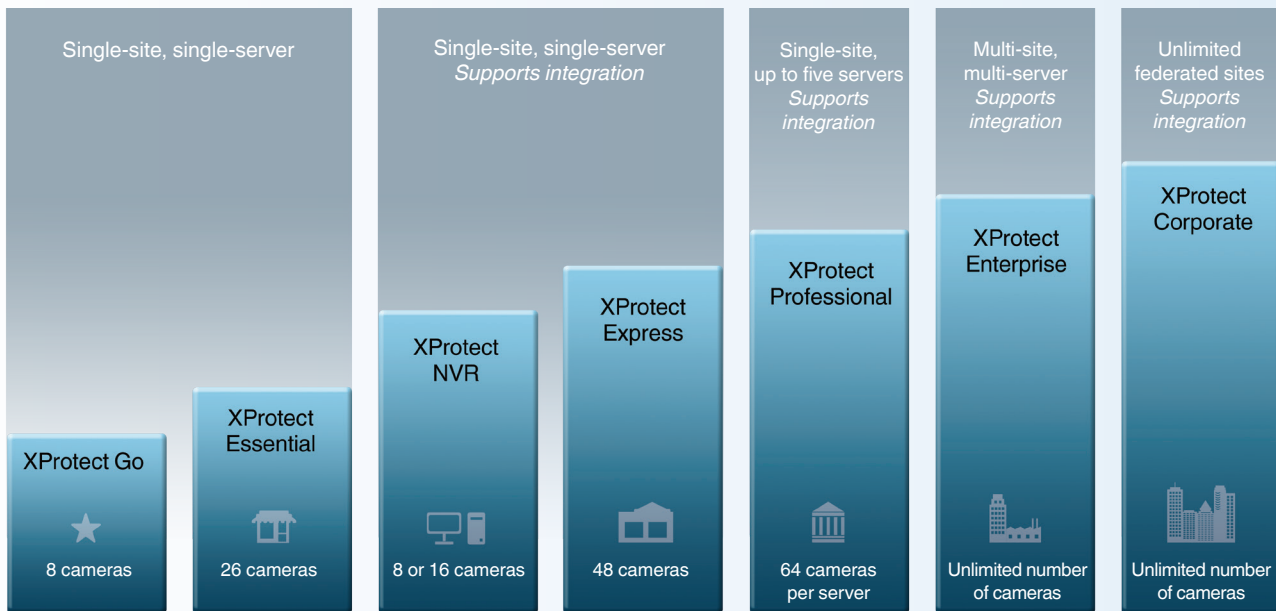 Single-site, single-server
Single-site, single-server
Supports integration
Single-site,
up to five servers
Supports
integration
Multi-site,
multi-server
Supports
integration
Unlimited
federated sites
Supports
integration
XProtect Go
8 cameras
XProtect
Essential
26 cameras
XProtect
NVR
8 or 16 cameras
XProtect
Express
48 cameras
XProtect
Professional
64 cameras
per server
XProtect
Enterprise
Unlimited number
of cameras
XProtect
Corporate
Unlimited number
of cameras